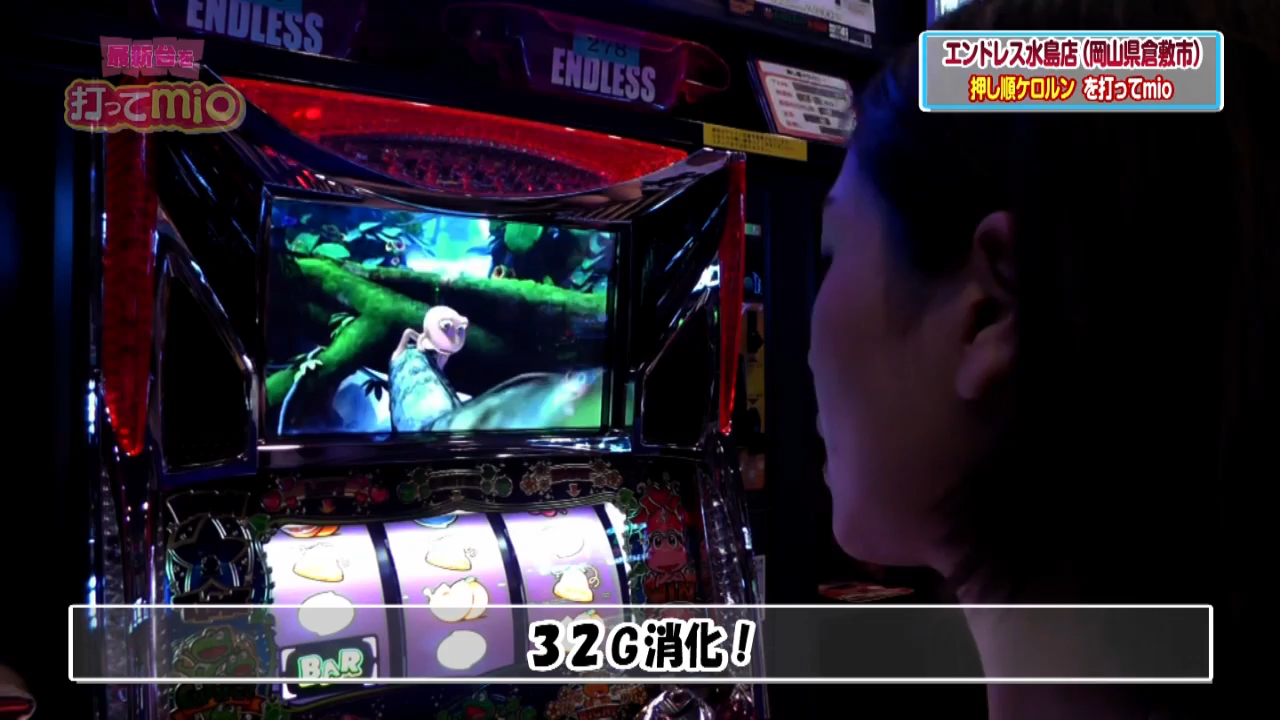 ENDLESS
278
ENDLESS
最新台を
打ってmio
エンドレス水島店（岡山県倉敷市）
押し順ケロルン を打ってmio
BAR
32G消化！